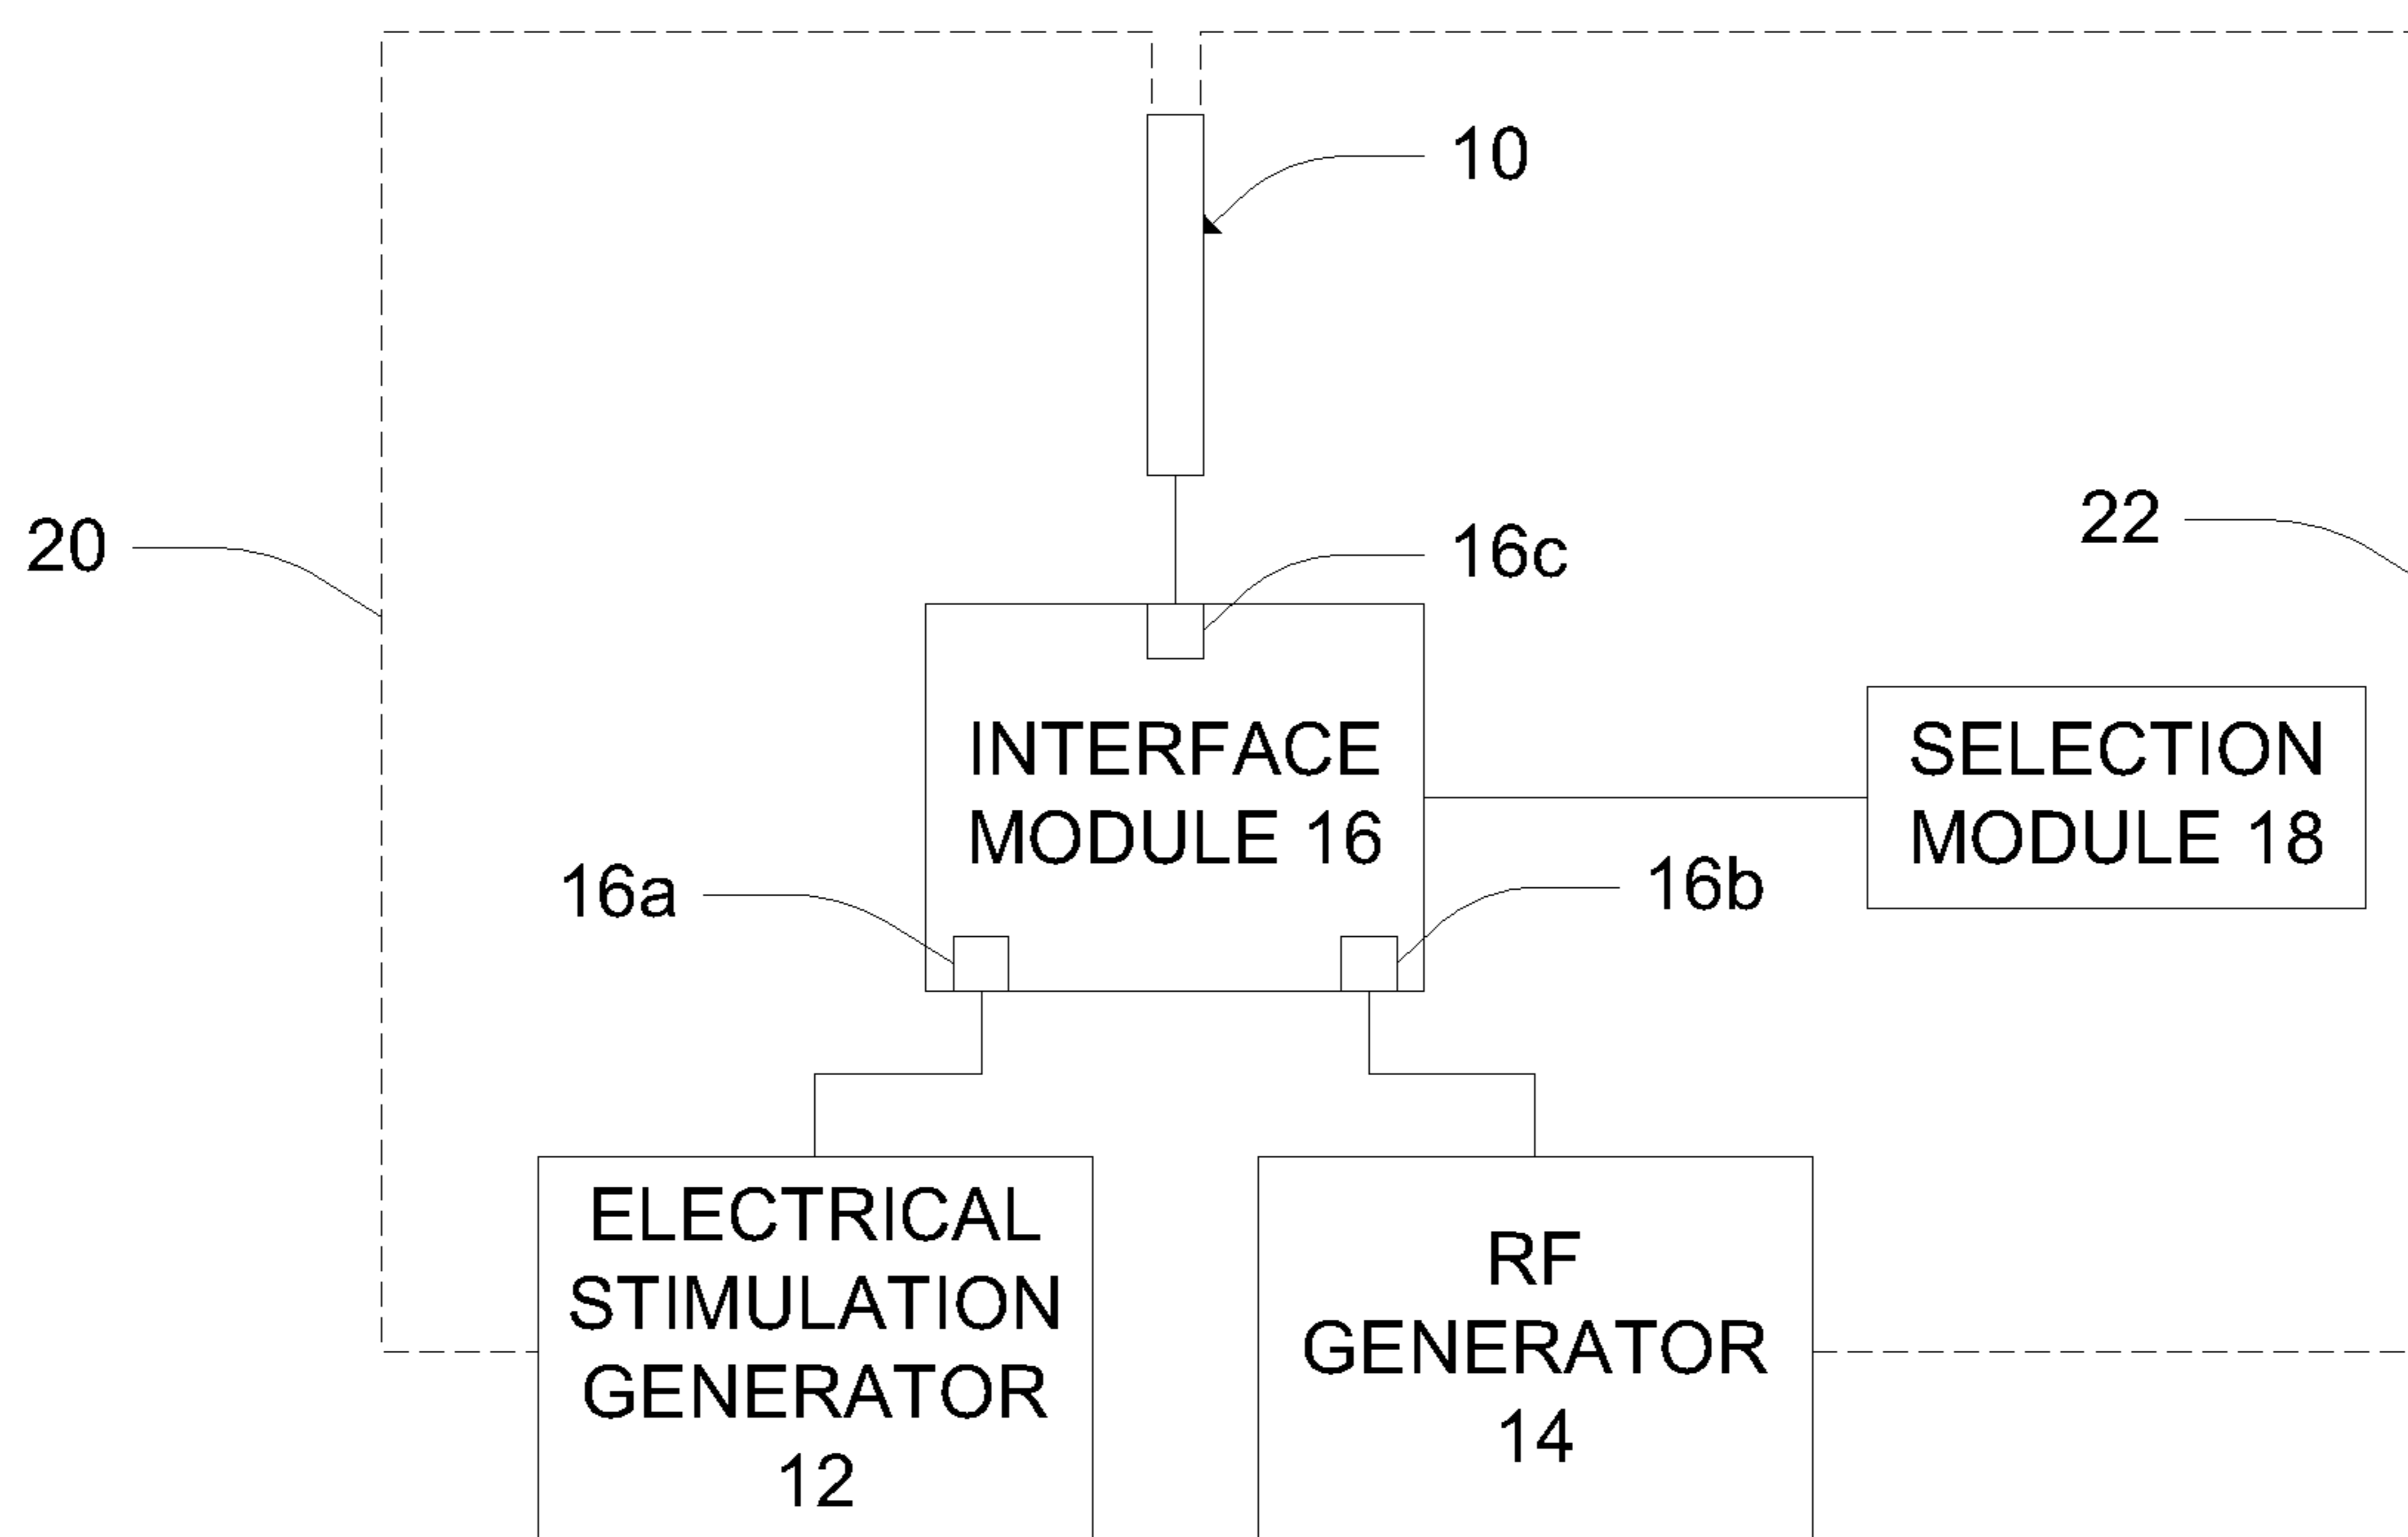 10
20
16c
22
INTERFACE
MODULE 16
SELECTION
MODULE 18
16a
16b
ELECTRICAL
STIMULATION
GENERATOR
12
RF
GENERATOR
14